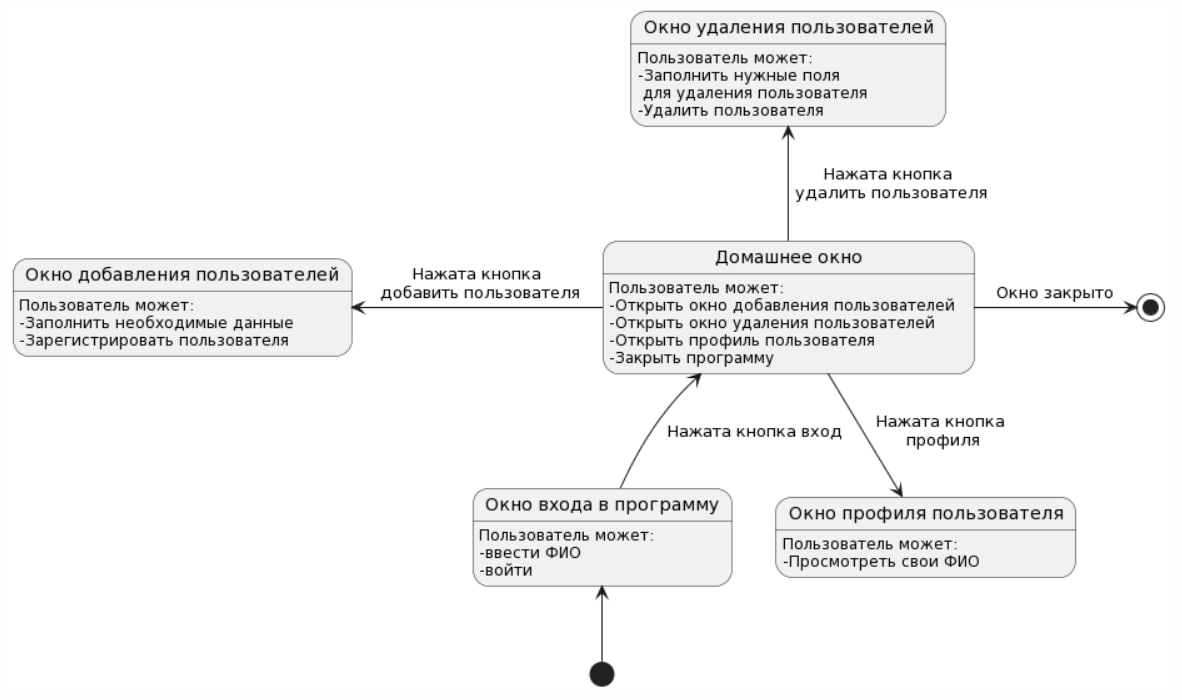 Окно удаления пользователей
Пользователь может:
-Заполнить нужные поля
для удаления пользователя
-Удалить пользователя
Нажата кнопка
удалить пользователя
Окно добавления пользователей
Пользователь может:
-Заполнить необходимые данные
-Зарегистрировать пользователя
Нажата кнопка
добавить пользователя
Домашнее окно
Пользователь может:
-Открыть окно добавления пользователей
-Открыть окно удаления пользователей
-Открыть профиль пользователя
-Закрыть программу
Окно закрыто
Нажата кнопка вход
Нажата кнопка
профиля
Окно входа в программу
Пользователь может:
-ввести ФИО
-войти
Окно профиля пользователя
Пользователь может:
-Просмотреть свои ФИО